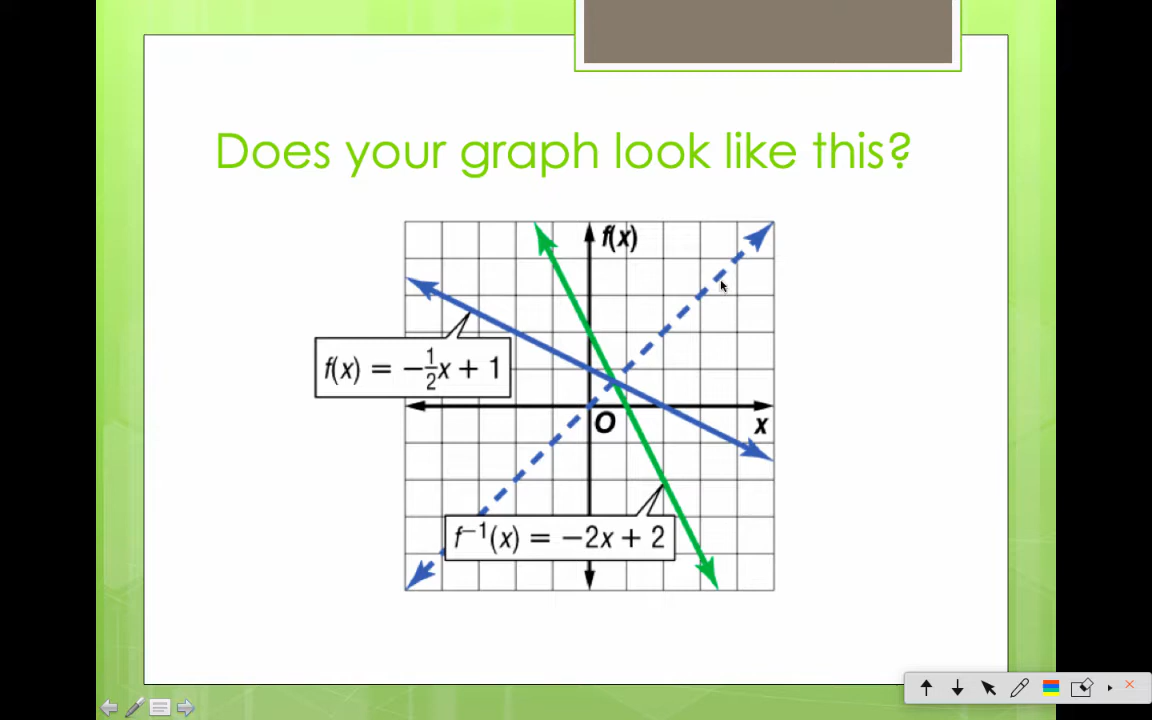 Does your graph look like this?
f(x)
f(x) = -½x + 1
O
x
f⁻¹(x) = −2x + 2